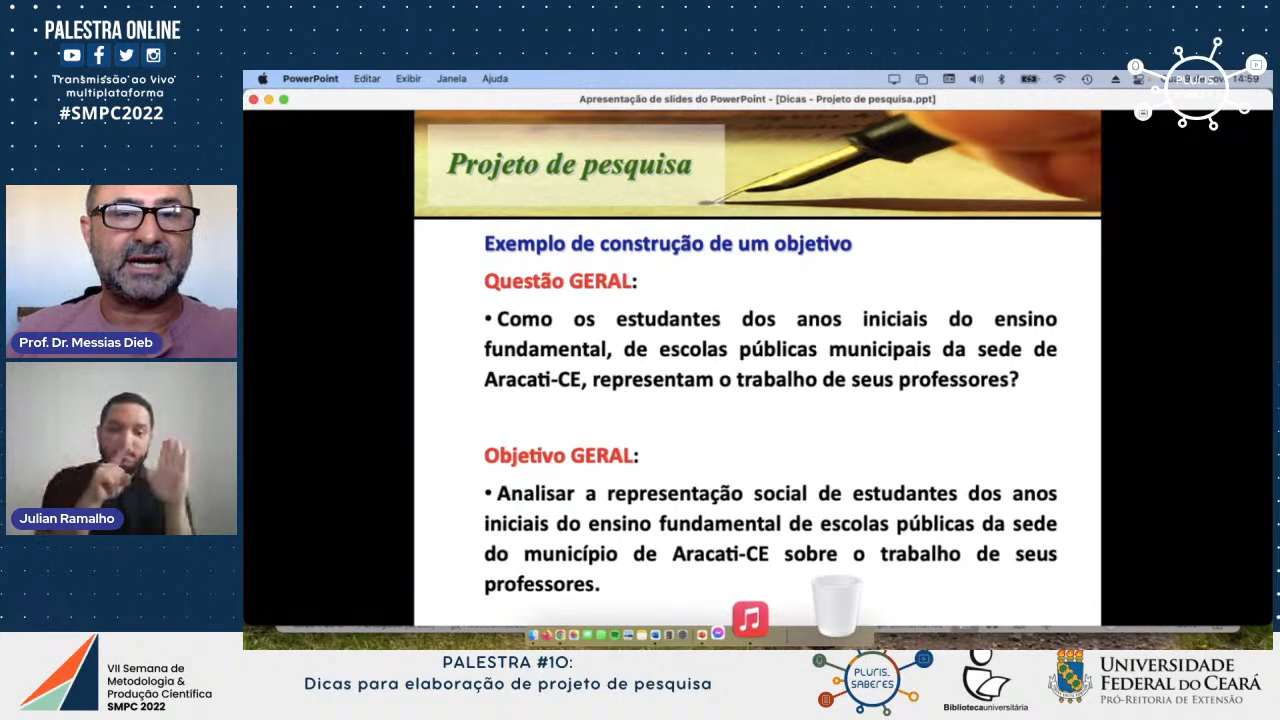 PALESTRA ONLINE
Transmissão ao vivo
multiplataforma
#SMPC2022
PowerPoint Editar Exibir Janela Ajuda
14:59
PLURIS_
Apresentação de slides do PowerPoint - [Dicas - Projeto de pesquisa.ppt]
Projeto de pesquisa
Exemplo de construção de um objetivo
Questão GERAL:
• Como os estudantes dos anos iniciais do ensino
fundamental, de escolas públicas municipais da sede de
Aracati-CE, representam o trabalho de seus professores?
Objetivo GERAL:
• Analisar a representação social de estudantes dos anos
iniciais do ensino fundamental de escolas públicas da sede
do município de Aracati-CE sobre o trabalho de seus
professores.
Prof. Dr. Messias Dieb
Julian Ramalho
VII Semana de
Metodologia &
Produção Científica
SMPC 2022
PALESTRA #10:
Dicas para elaboração de projeto de pesquisa
PLURIS_
SABERES
Bibliotecauniversitária
UNIVERSIDADE
FEDERAL DO CEARÁ
PRÓ-REITORIA DE EXTENSÃO